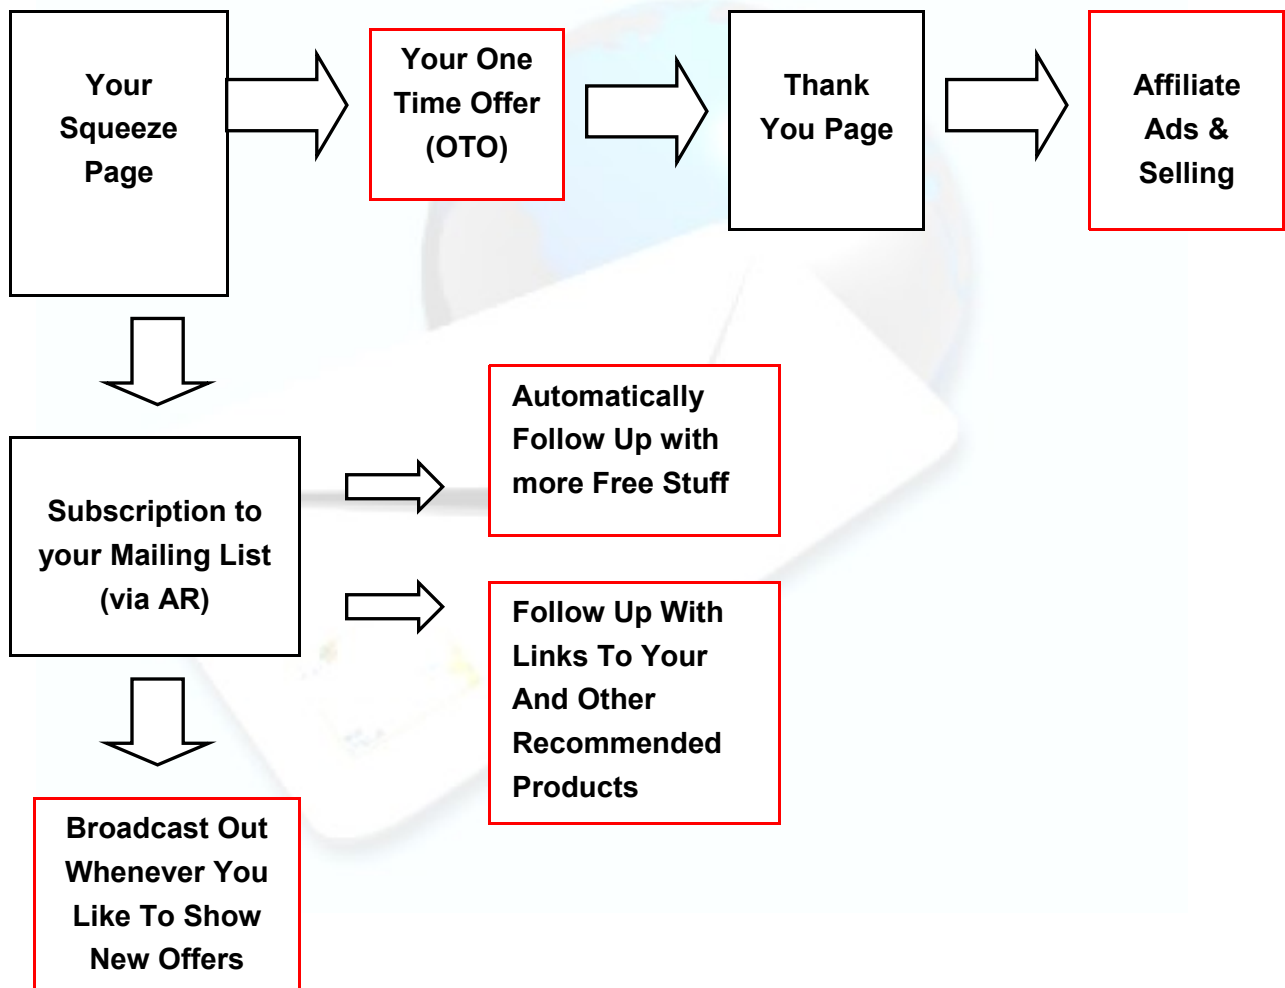 Your
Squeeze
Page
Your One
Time Offer
(OTO)
Thank
You Page
Affiliate
Ads &
Selling
Automatically
Follow Up with
more Free Stuff
Subscription to
your Mailing List
(via AR)
Follow Up With
Links To Your
And Other
Recommended
Products
Broadcast Out
Whenever You
Like To Show
New Offers